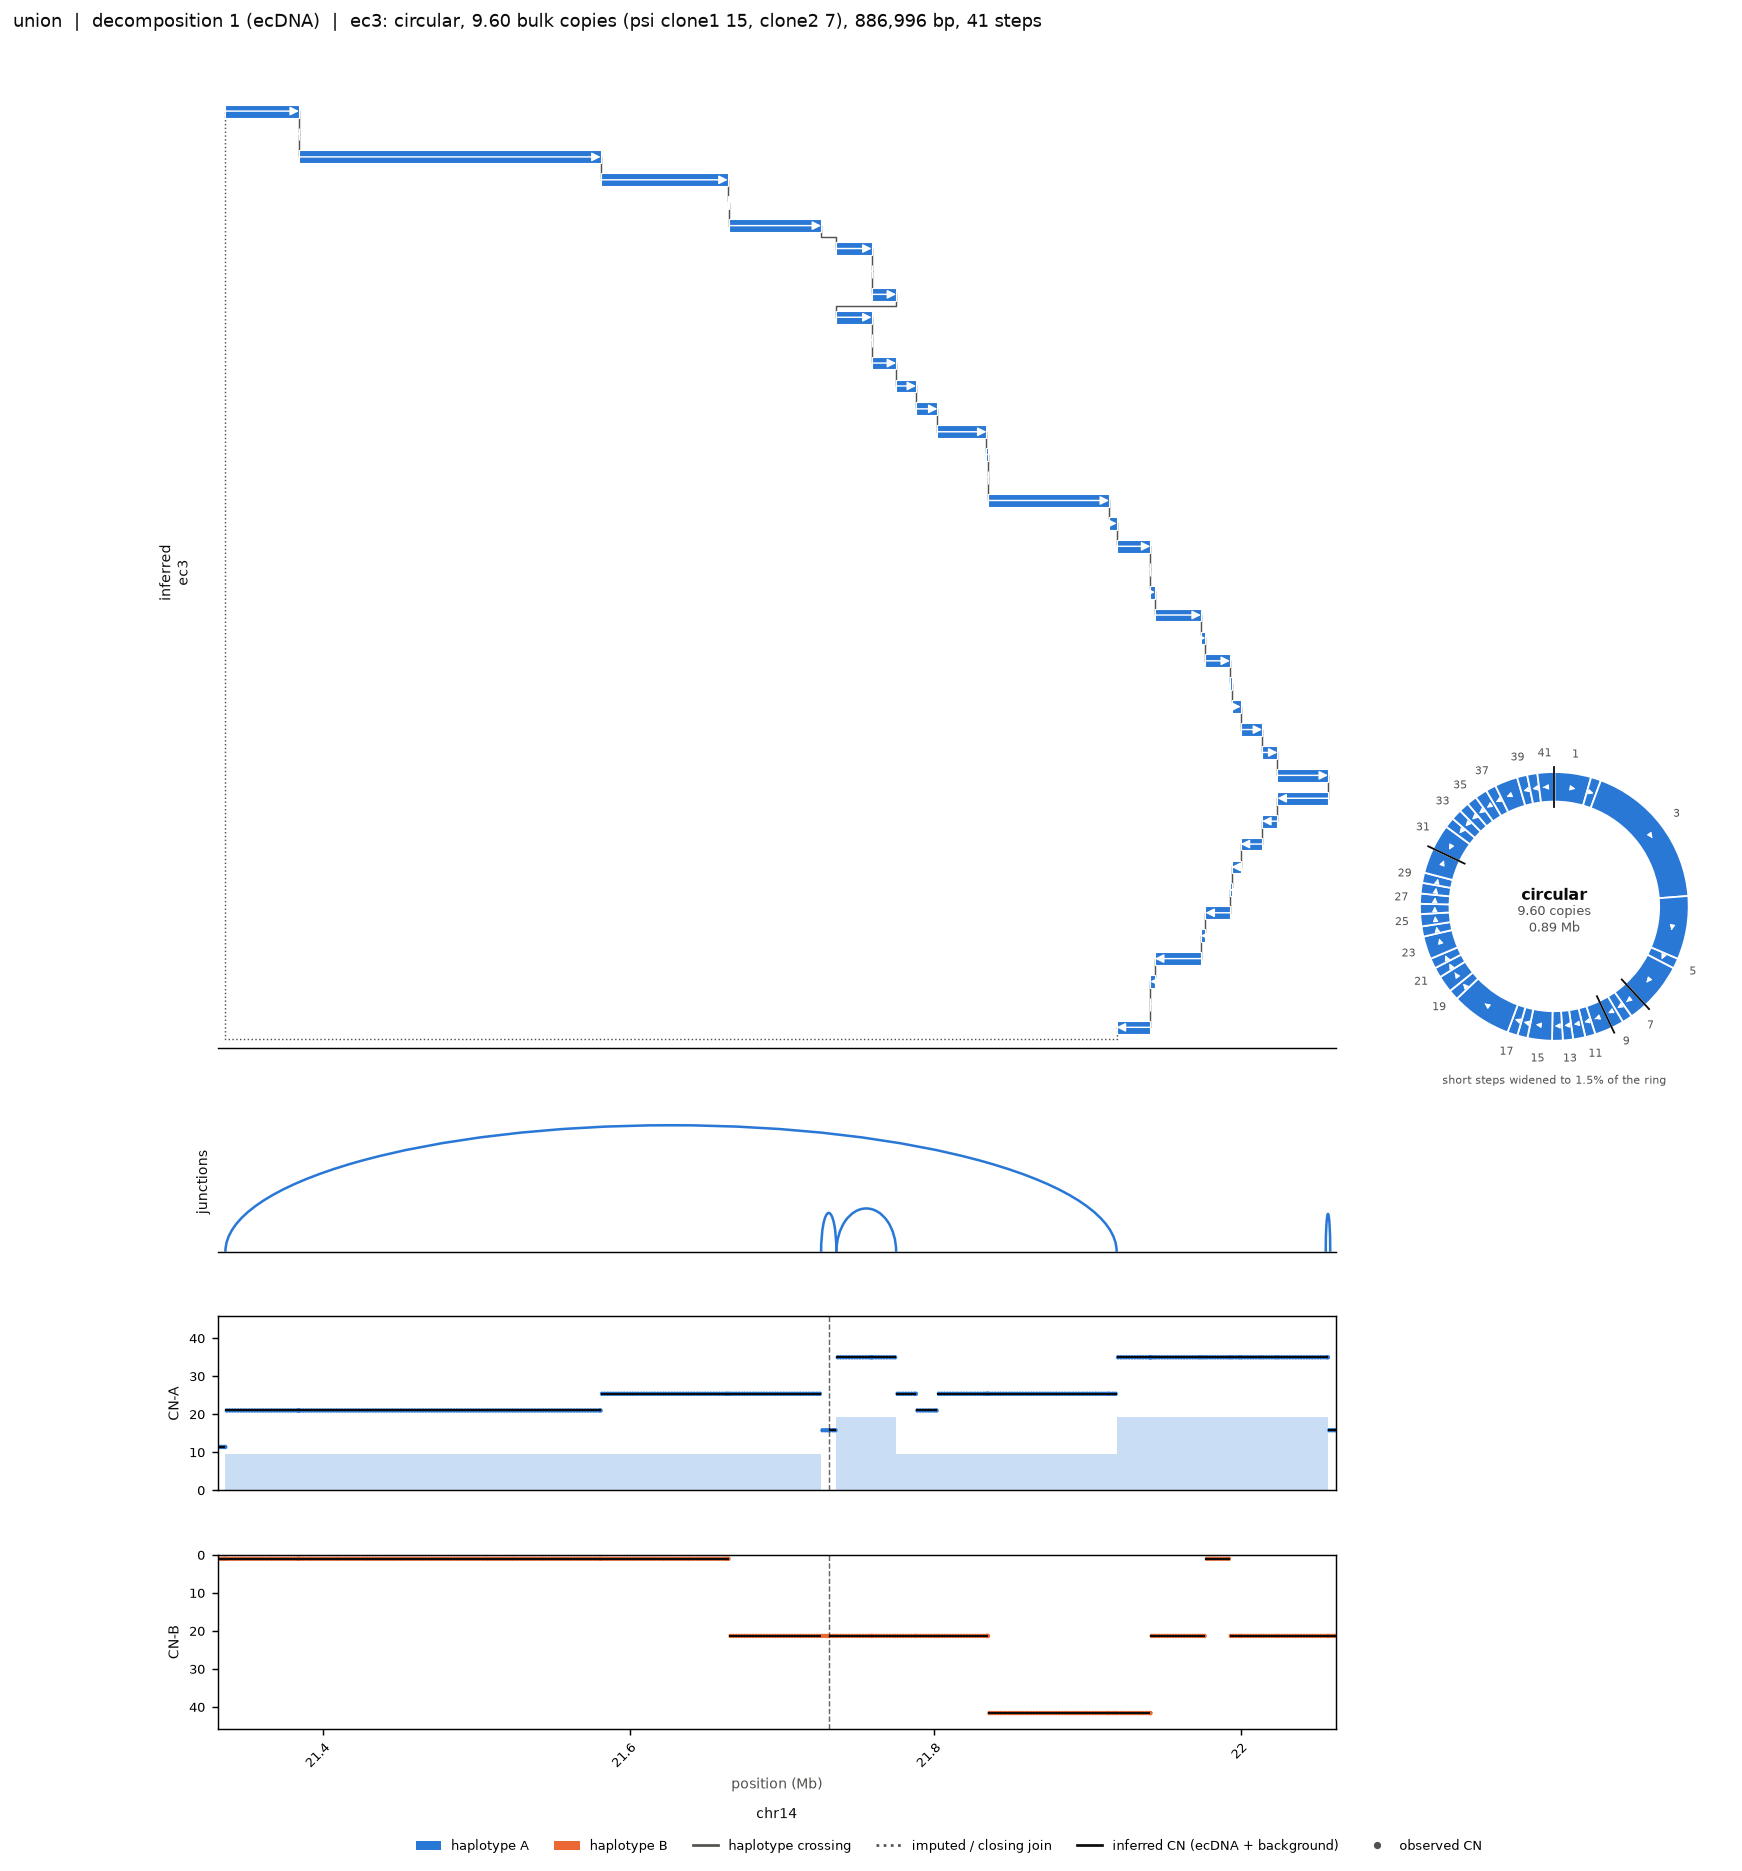 union | decomposition 1 (ecDNA) | ec3: circular, 9.60 bulk copies (psi clone1 15, clone2 7), 886,996 bp, 41 steps
inferred
ec3
41
1
39
37
35
33
31
29
27
25
23
21
19
17
15
13
11
9
7
5
3
circular
9.60 copies
0.89 Mb
short steps widened to 1.5% of the ring
junctions
CN-A
40
30
20
10
0
CN-B
0
10
20
30
40
21.4
21.6
21.8
22
position (Mb)
chr14
haplotype A
haplotype B
haplotype crossing
imputed / closing join
inferred CN (ecDNA + background)
observed CN